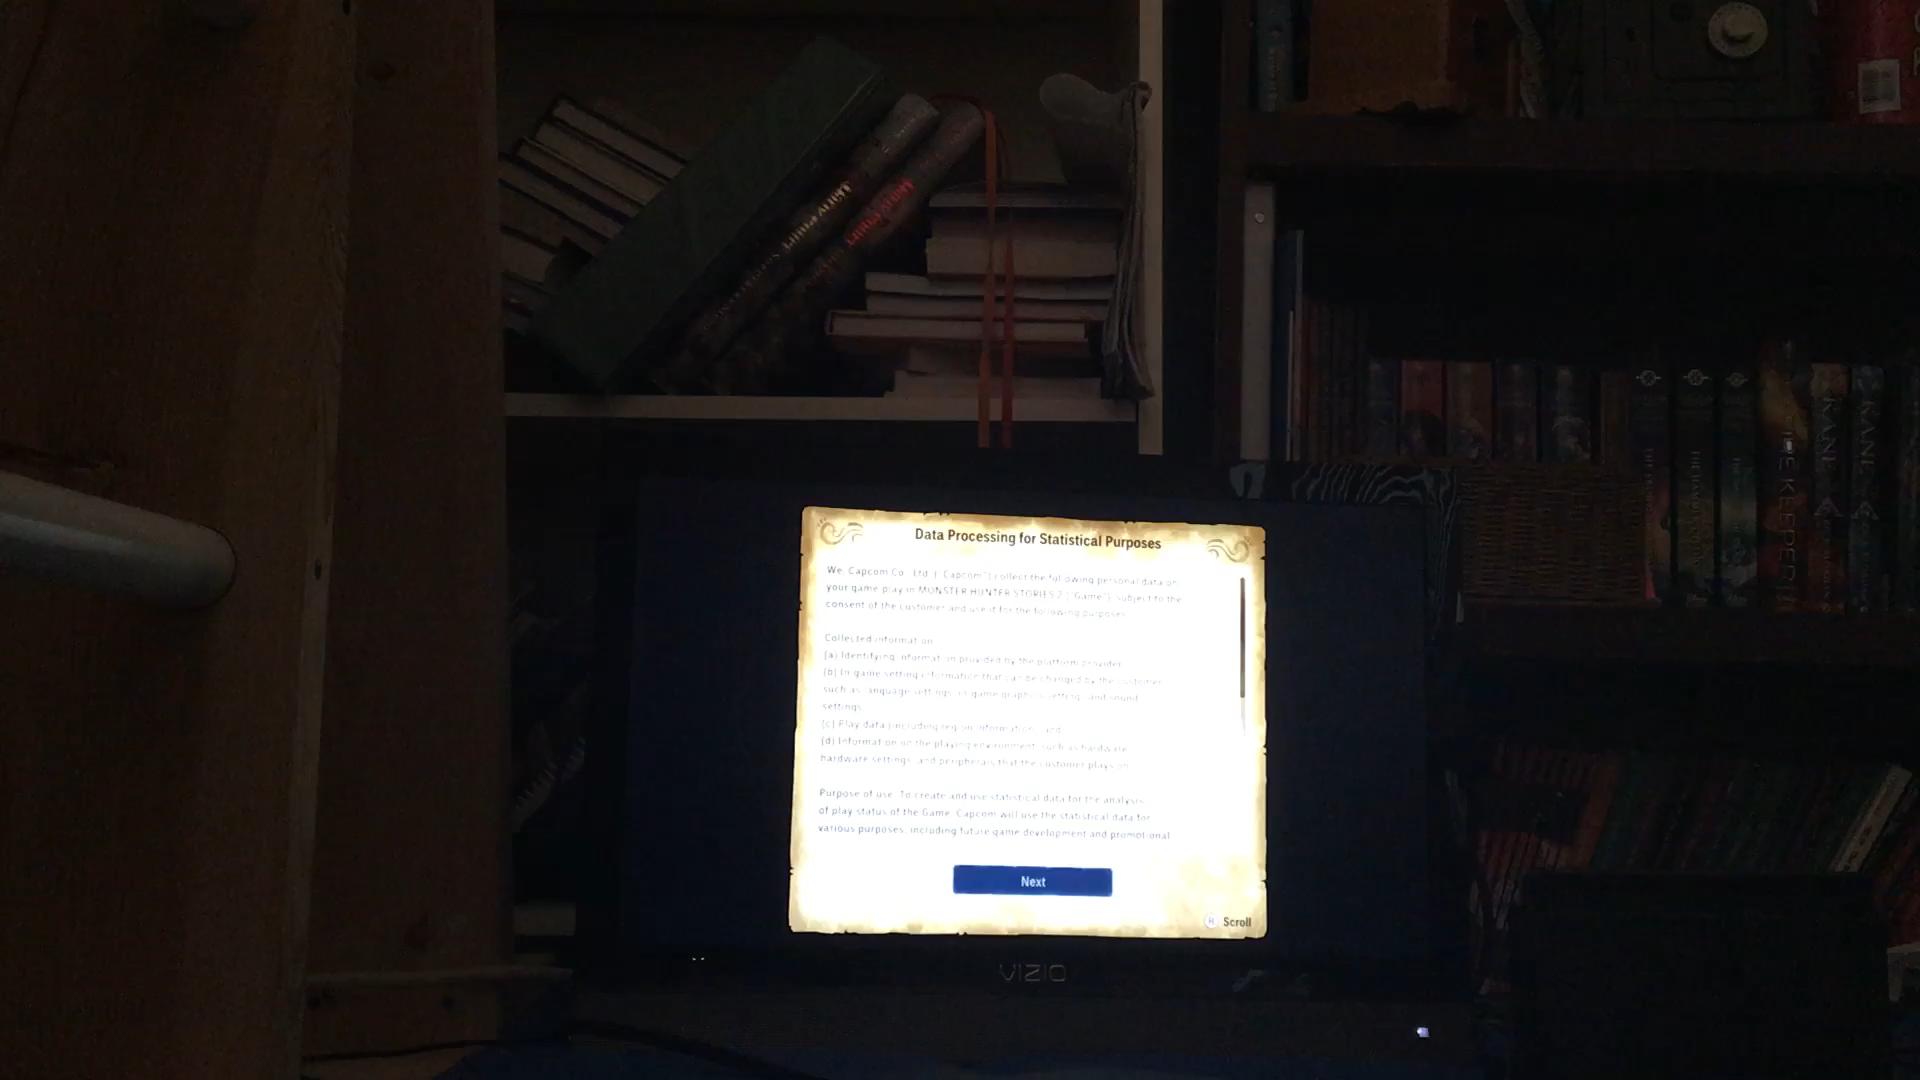 THE KEEPER
KANE
KANE
Data Processing for Statistical Purposes
We, Capcom Co., Ltd. ("Capcom") collect the following personal data on
your game play in MONSTER HUNTER STORIES 2 ("Game"), subject to the
consent of the customer and use it for the following purposes.
Collected information
(a) Identifying information provided by the platform provider
(b) In-game setting information that can be changed by the customer
such as language settings, in-game graphics setting, and sound
settings
(c) Play data (including region information), and
(d) Information on the playing environment, such as hardware,
hardware settings, and peripherals that the customer plays on
Purpose of use: To create and use statistical data for the analysis
of play status of the Game. Capcom will use the statistical data for
various purposes, including future game development and promotional
Next
R Scroll
VIZIO